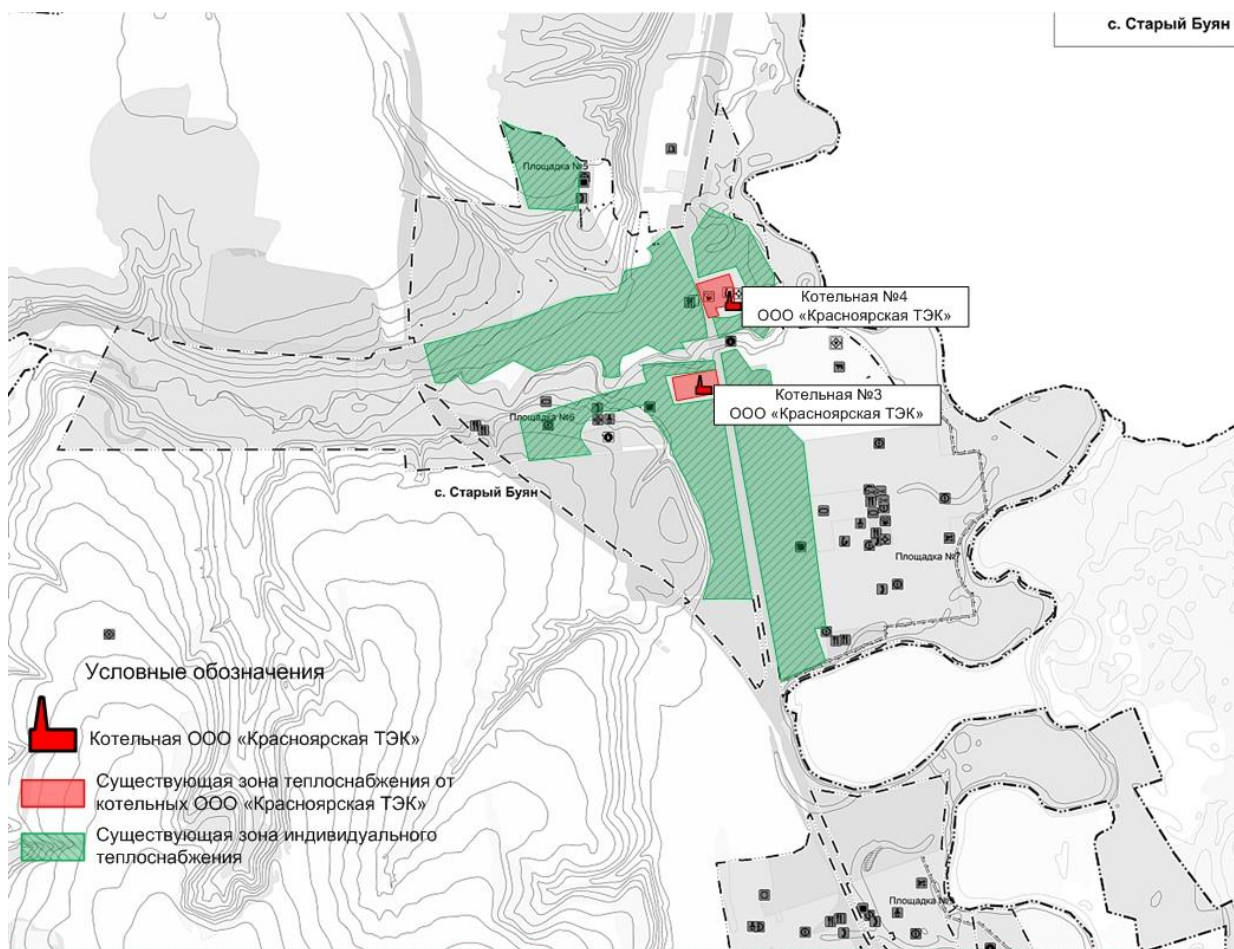 с. Старый Буян
Площадка №5
Котельная №4
ООО «Красноярская ТЭК»
Котельная №3
ООО «Красноярская ТЭК»
Площадка №6
с. Старый Буян
Площадка №7
Условные обозначения
Котельная ООО «Красноярская ТЭК»
Существующая зона теплоснабжения от
котельных ООО «Красноярская ТЭК»
Существующая зона индивидуального
теплоснабжения
Площадка